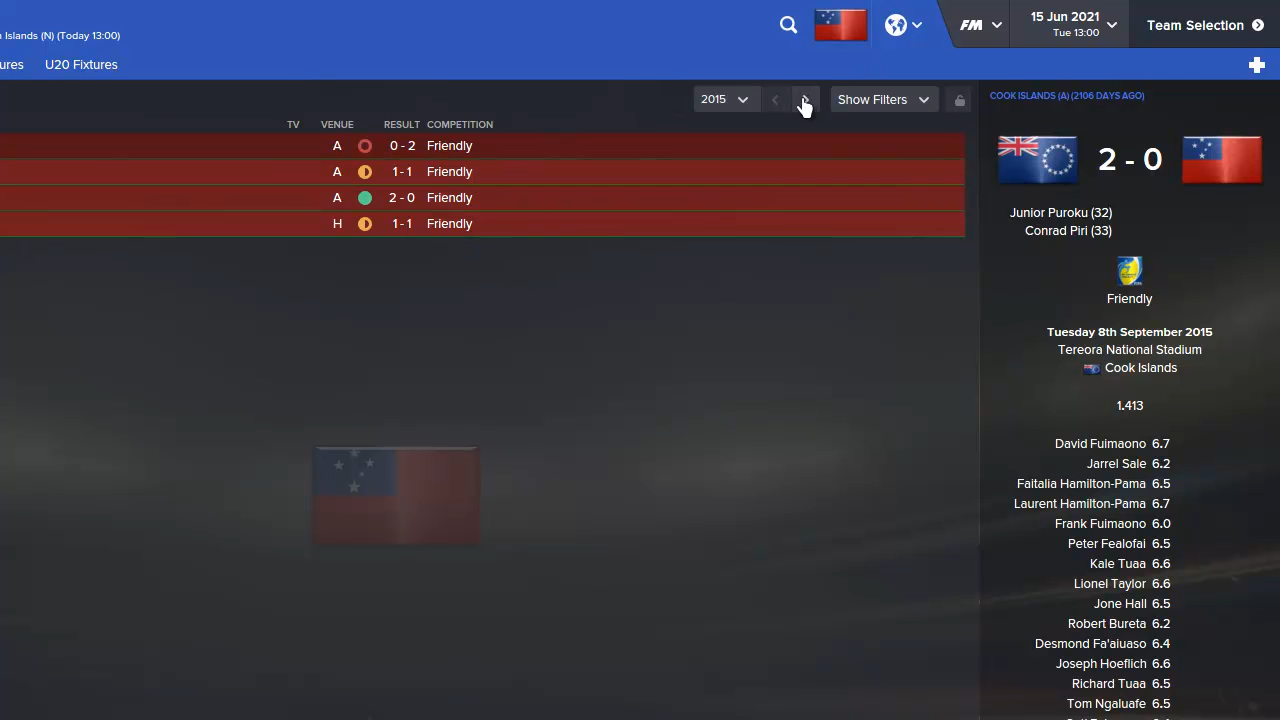 n Islands (N) (Today 13:00)
FM
15 Jun 2021
Tue 13:00
Team Selection
ures
U20 Fixtures
2015
Show Filters
TV VENUE RESULT COMPETITION
A 0 - 2 Friendly
A 1 - 1 Friendly
A 2 - 0 Friendly
H 1 - 1 Friendly
COOK ISLANDS (A) (2106 DAYS AGO)
2 - 0
Junior Puroku (32)
Conrad Piri (33)
Friendly
Tuesday 8th September 2015
Tereora National Stadium
Cook Islands
1.413
David Fuimaono 6.7
Jarrel Sale 6.2
Faitalia Hamilton-Pama 6.5
Laurent Hamilton-Pama 6.7
Frank Fuimaono 6.0
Peter Fealofai 6.5
Kale Tuaa 6.6
Lionel Taylor 6.6
Jone Hall 6.5
Robert Bureta 6.2
Desmond Fa'aiuaso 6.4
Joseph Hoeflich 6.6
Richard Tuaa 6.5
Tom Ngaluafe 6.5